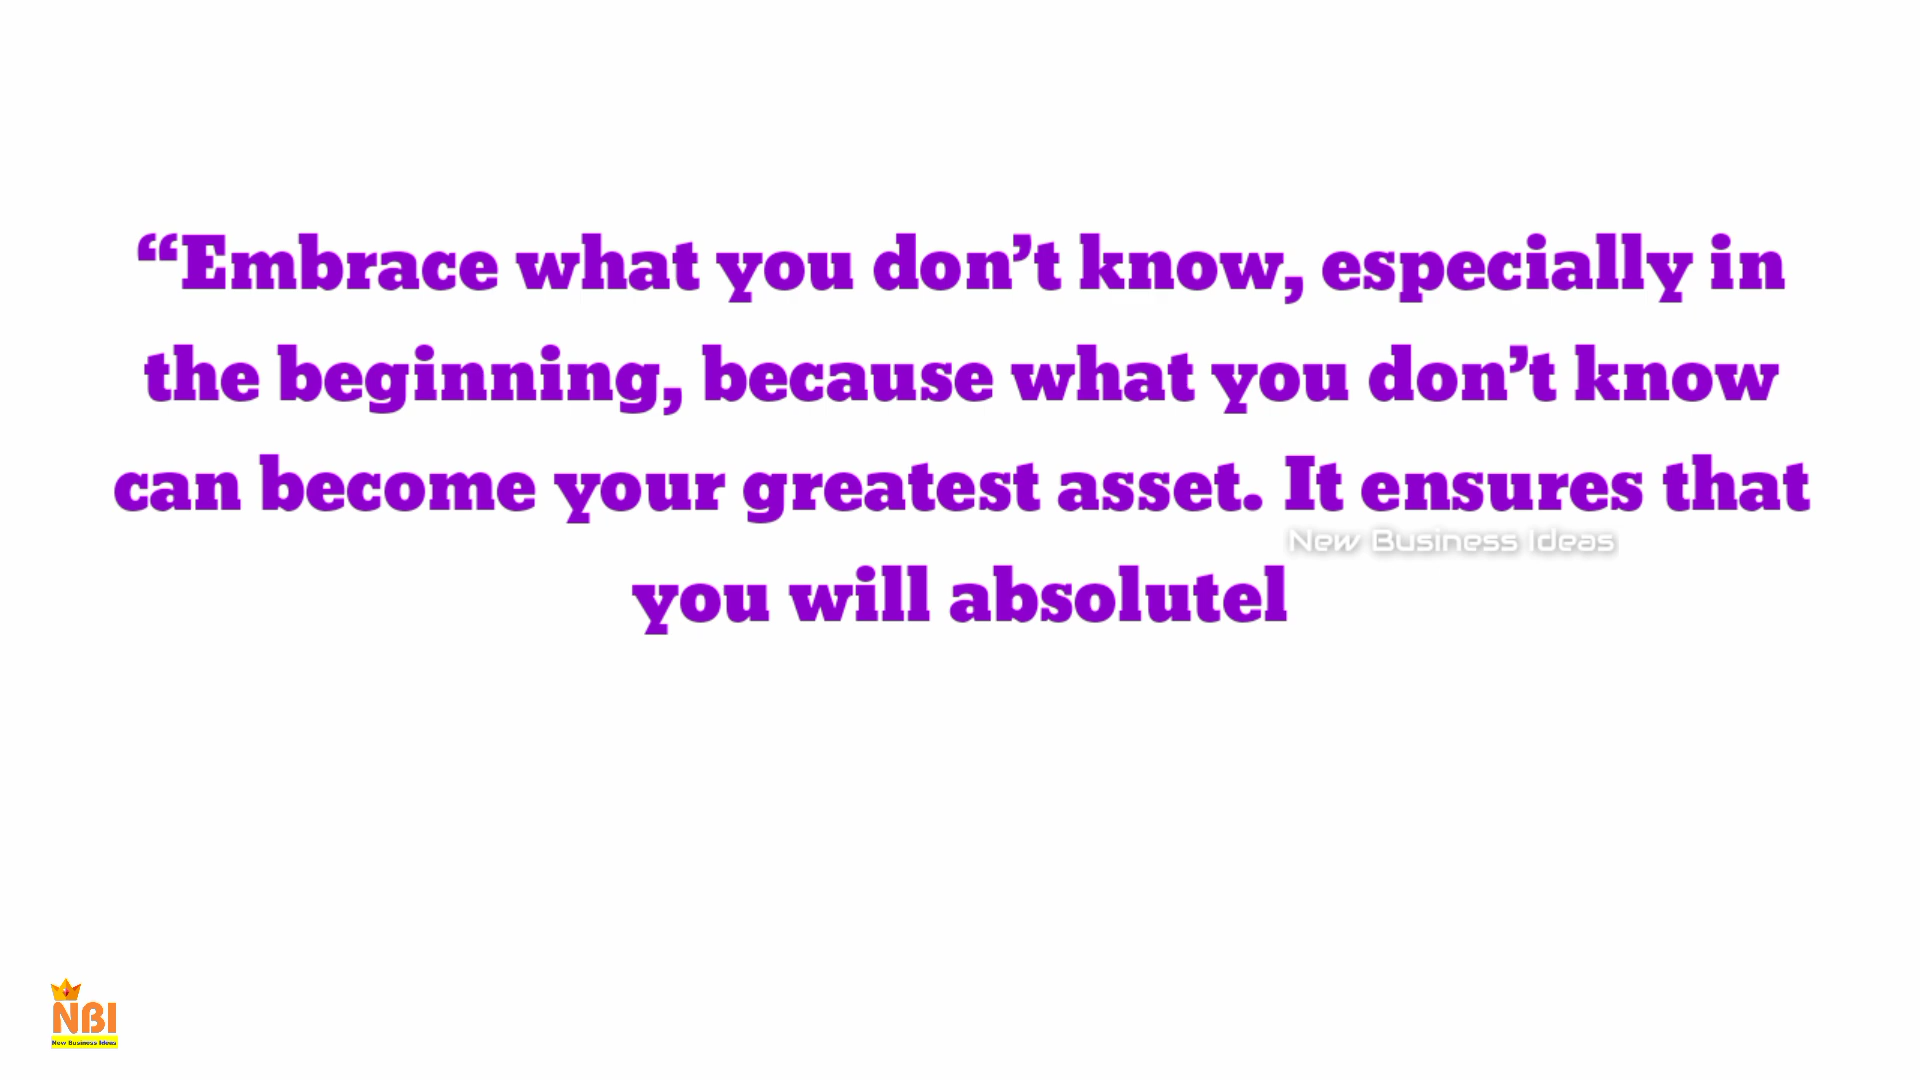 “Embrace what you don’t know, especially in
the beginning, because what you don’t know
can become your greatest asset. It ensures that
New Business Ideas
you will absolutel
NBI
New Business Ideas